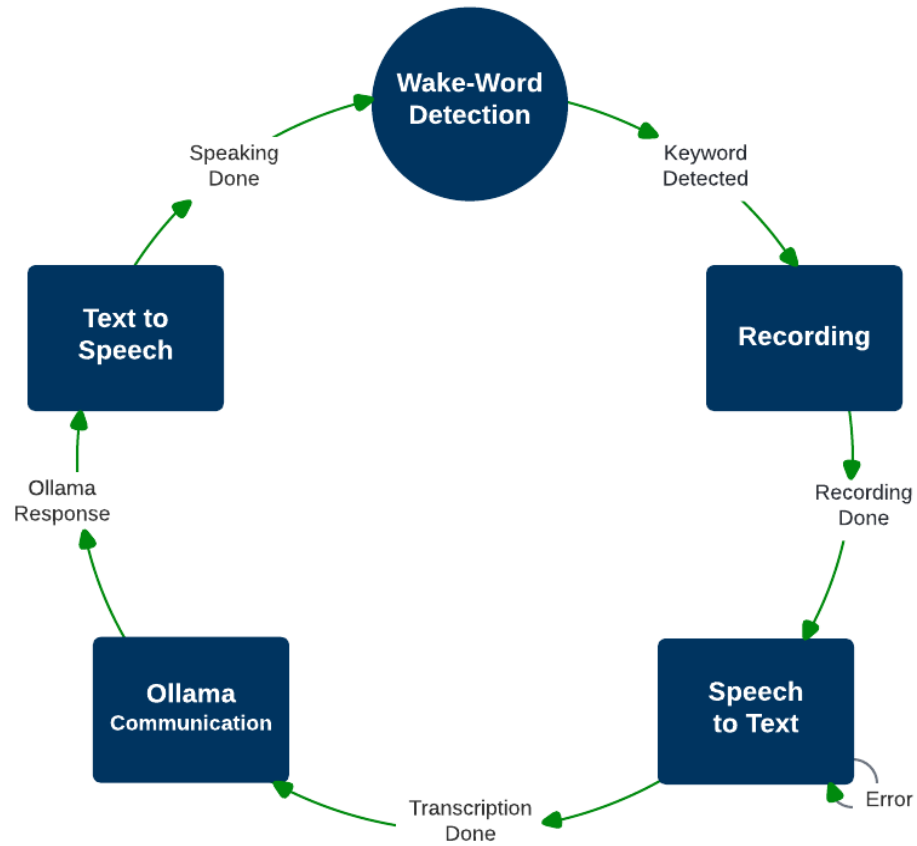 Wake-Word
Detection
Speaking
Done
Keyword
Detected
Text to
Speech
Recording
Ollama
Response
Recording
Done
Ollama
Communication
Speech
to Text
Transcription
Done
Error